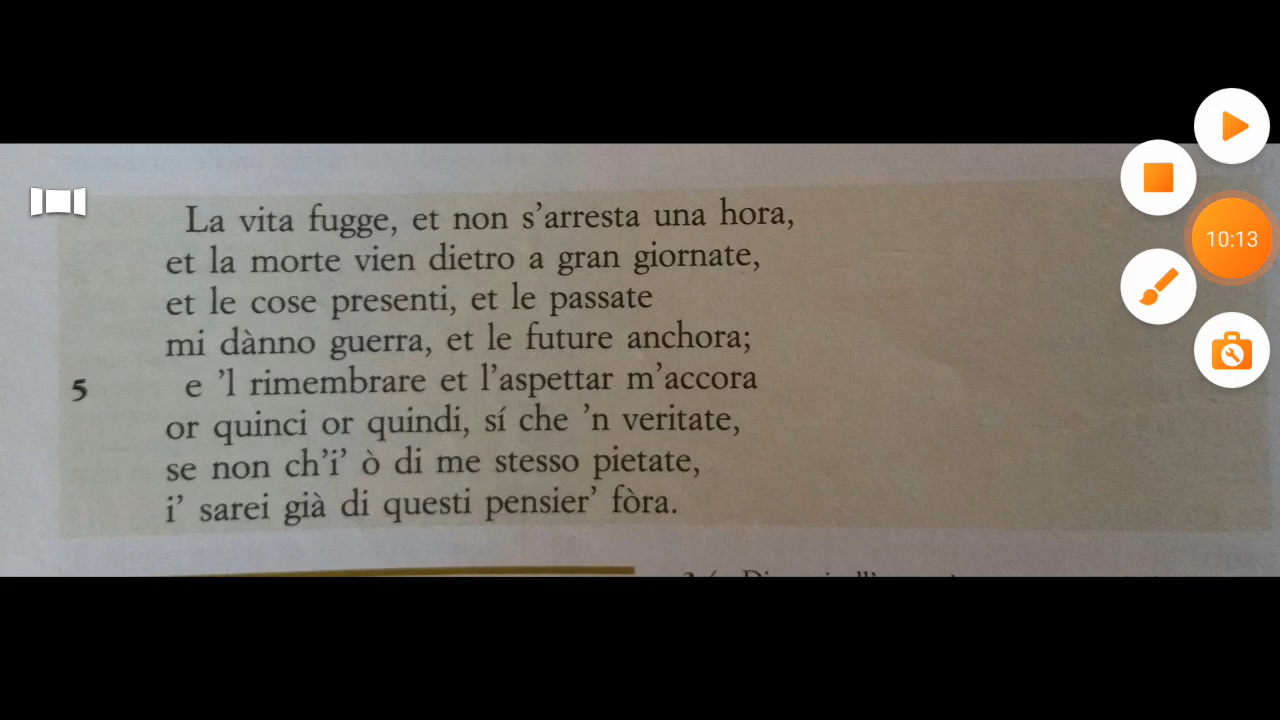 La vita fugge, et non s'arresta una hora,
et la morte vien dietro a gran giornate,
et le cose presenti, et le passate
mi dànno guerra, et le future anchora;
5 e 'l rimembrare et l'aspettar m'accora
or quinci or quindi, sí che 'n veritate,
se non ch'i' ò di me stesso pietate,
i' sarei già di questi pensier' fòra.
10:13